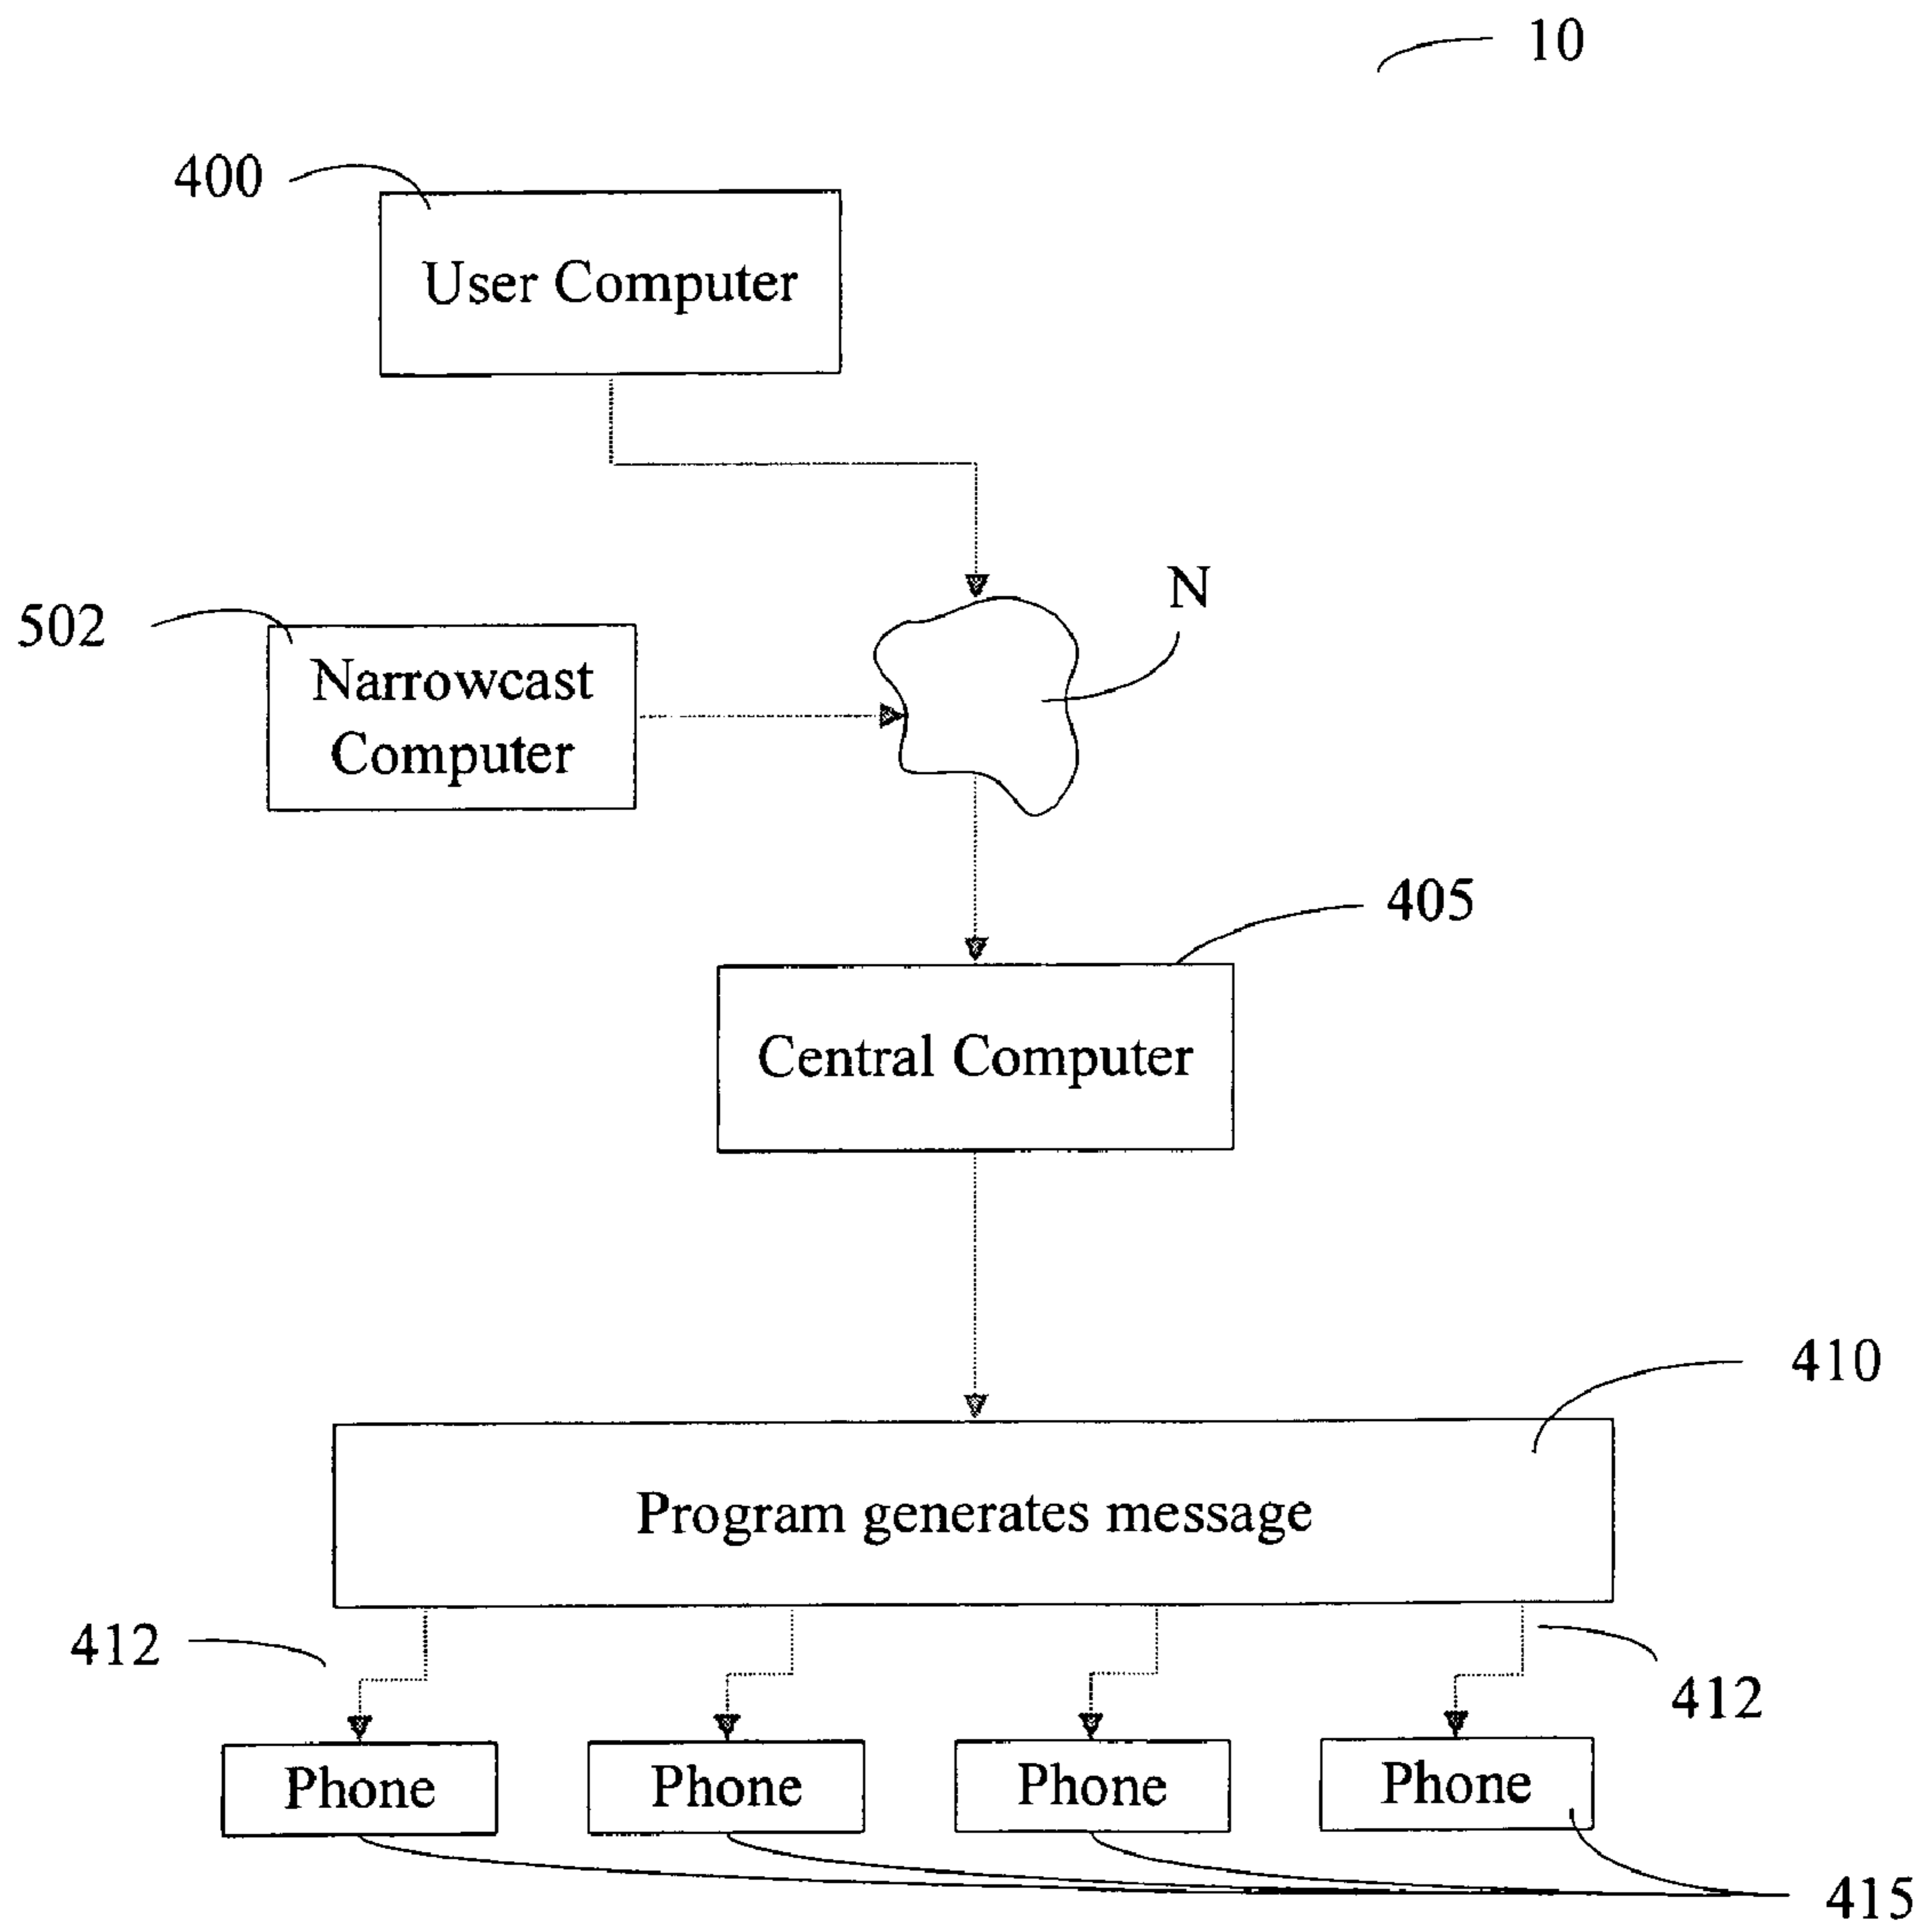 10
400
User Computer
N
502
Narrowcast
Computer
405
Central Computer
410
Program generates message
412
412
Phone
Phone
Phone
Phone
415